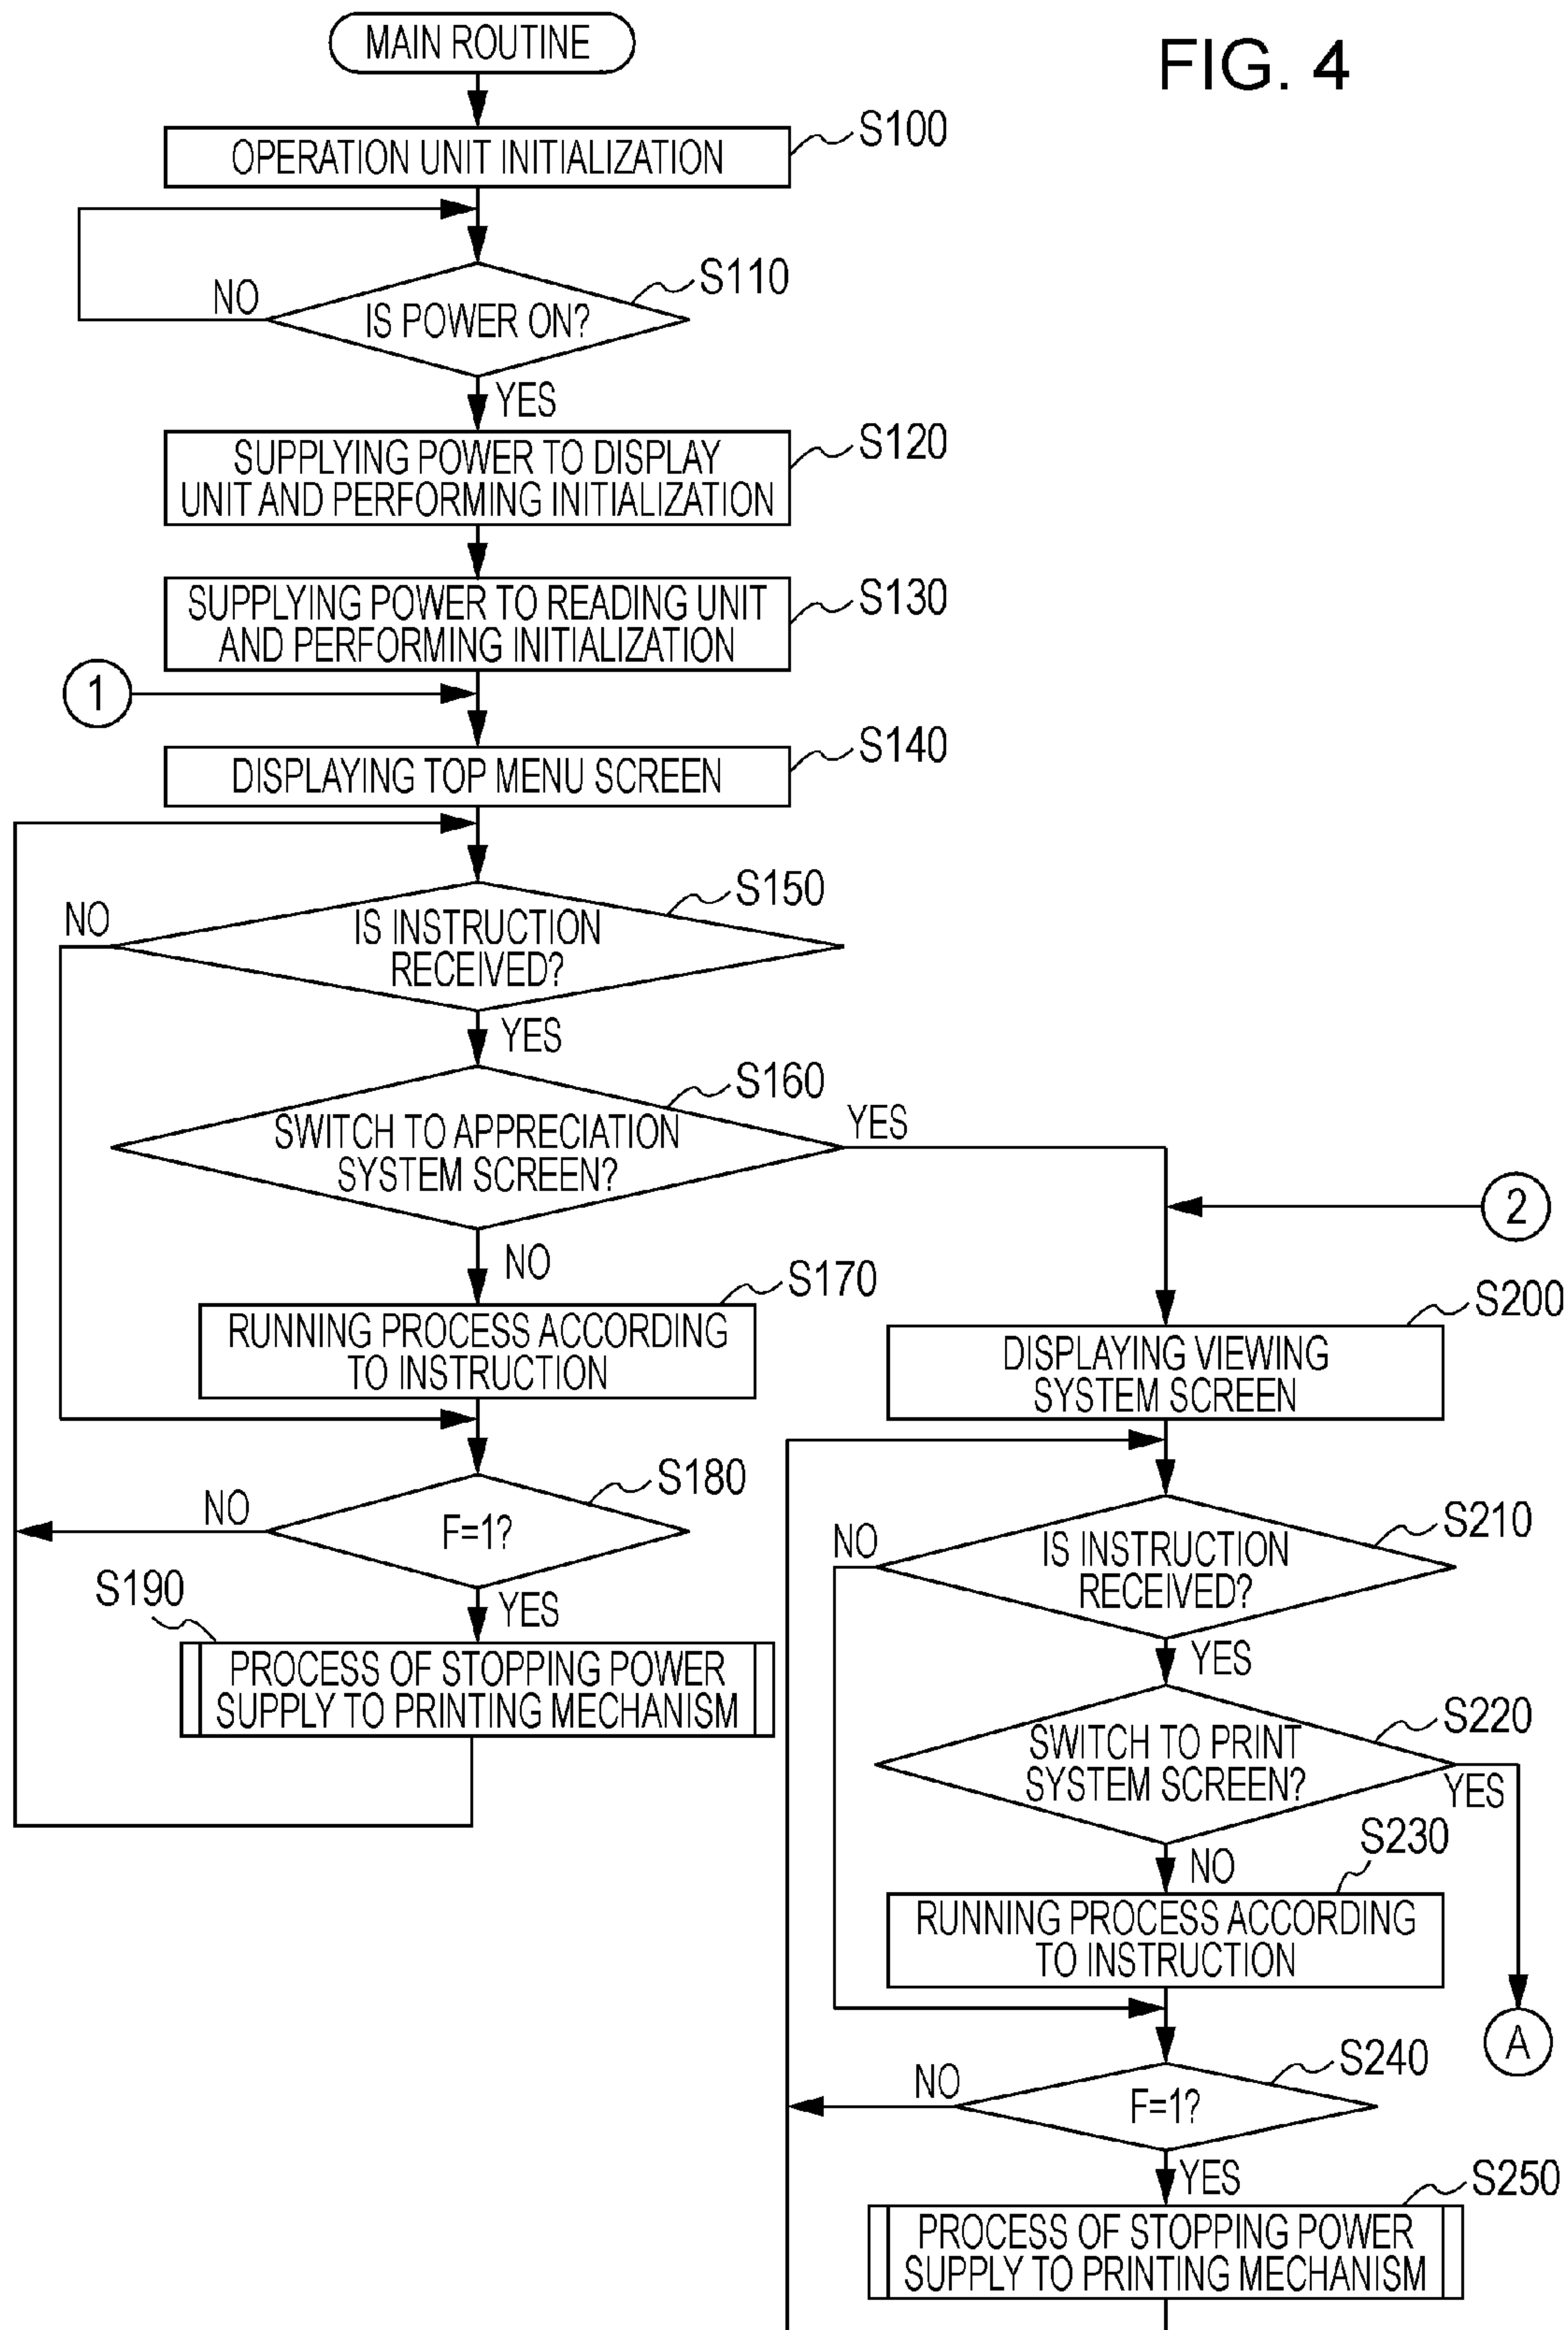 FIG. 4
MAIN ROUTINE
OPERATION UNIT INITIALIZATION
S100
IS POWER ON?
S110
NO
YES
SUPPLYING POWER TO DISPLAY
UNIT AND PERFORMING INITIALIZATION
S120
SUPPLYING POWER TO READING UNIT
AND PERFORMING INITIALIZATION
S130
1
DISPLAYING TOP MENU SCREEN
S140
IS INSTRUCTION
RECEIVED?
S150
NO
YES
SWITCH TO APPRECIATION
SYSTEM SCREEN?
S160
YES
NO
RUNNING PROCESS ACCORDING
TO INSTRUCTION
S170
F=1?
S180
NO
YES
S190
PROCESS OF STOPPING POWER
SUPPLY TO PRINTING MECHANISM
2
DISPLAYING VIEWING
SYSTEM SCREEN
S200
IS INSTRUCTION
RECEIVED?
S210
NO
YES
SWITCH TO PRINT
SYSTEM SCREEN?
S220
YES
NO
RUNNING PROCESS ACCORDING
TO INSTRUCTION
S230
A
F=1?
S240
NO
YES
PROCESS OF STOPPING POWER
SUPPLY TO PRINTING MECHANISM
S250